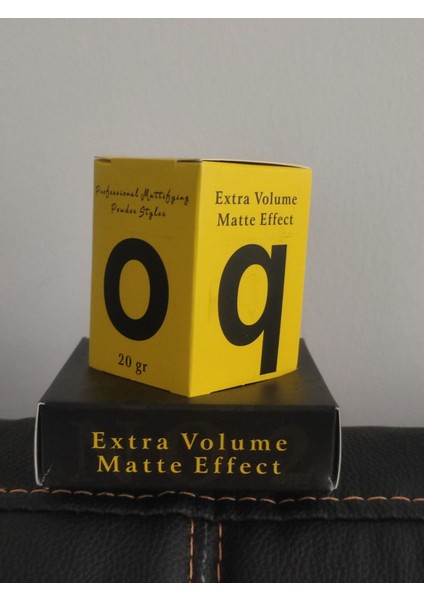 Professional Mattifying
Powder Styler
o
20 gr
Extra Volume
Matte Effect
q
Extra Volume
Matte Effect